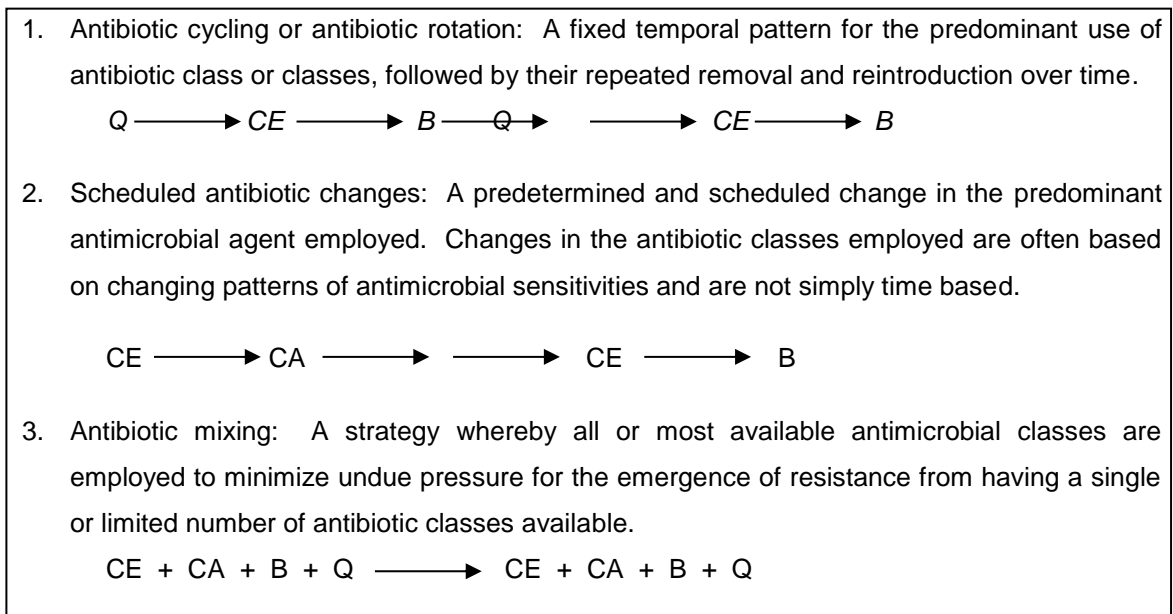 1. Antibiotic cycling or antibiotic rotation: A fixed temporal pattern for the predominant use of
antibiotic class or classes, followed by their repeated removal and reintroduction over time.
Q → CE → B → Q → → CE → B
2. Scheduled antibiotic changes: A predetermined and scheduled change in the predominant
antimicrobial agent employed. Changes in the antibiotic classes employed are often based
on changing patterns of antimicrobial sensitivities and are not simply time based.
CE → CA → → CE → B
3. Antibiotic mixing: A strategy whereby all or most available antimicrobial classes are
employed to minimize undue pressure for the emergence of resistance from having a single
or limited number of antibiotic classes available.
CE + CA + B + Q → CE + CA + B + Q